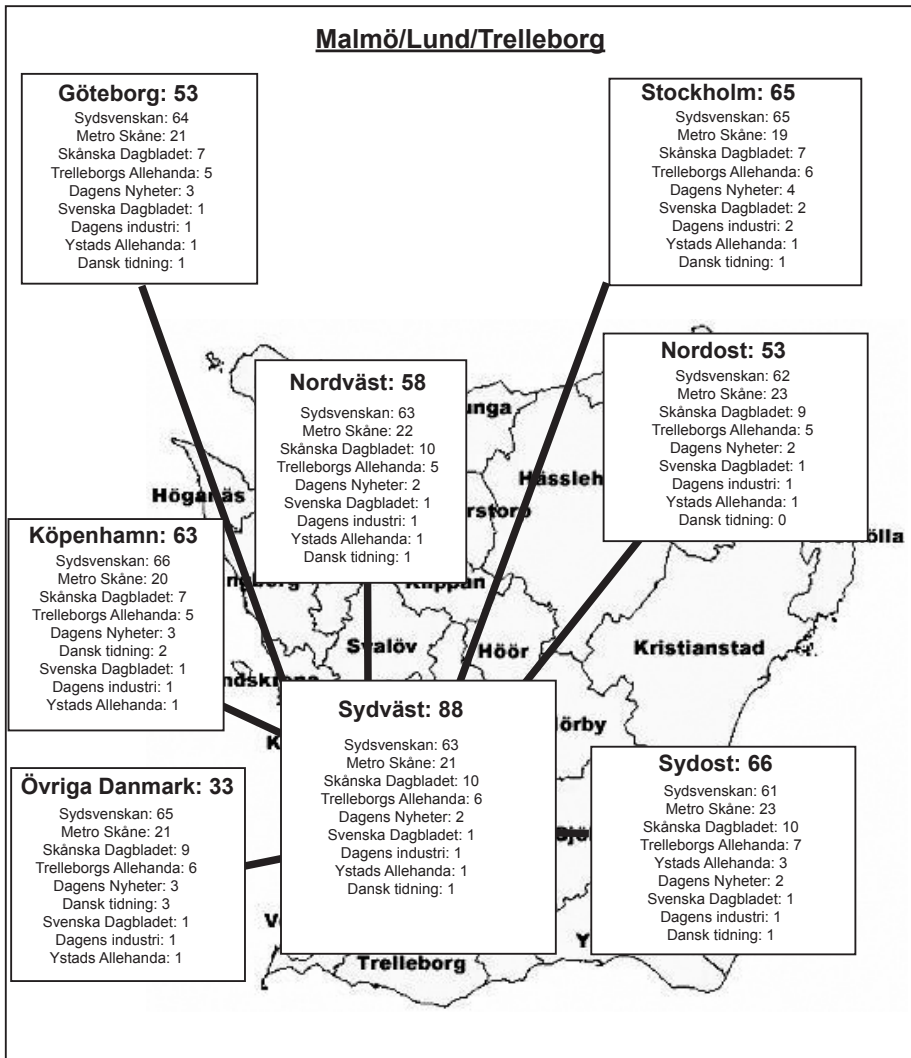 Malmö/Lund/Trelleborg
Göteborg: 53
Sydsvenskan: 64
Metro Skåne: 21
Skånska Dagbladet: 7
Trelleborgs Allehanda: 5
Dagens Nyheter: 3
Svenska Dagbladet: 1
Dagens industri: 1
Ystads Allehanda: 1
Dansk tidning: 1
Stockholm: 65
Sydsvenskan: 65
Metro Skåne: 19
Skånska Dagbladet: 7
Trelleborgs Allehanda: 6
Dagens Nyheter: 4
Svenska Dagbladet: 2
Dagens industri: 2
Ystads Allehanda: 1
Dansk tidning: 1
Nordväst: 58
Sydsvenskan: 63
Metro Skåne: 22
Skånska Dagbladet: 10
Trelleborgs Allehanda: 5
Dagens Nyheter: 2
Svenska Dagbladet: 1
Dagens industri: 1
Ystads Allehanda: 1
Dansk tidning: 1
Nordost: 53
Sydsvenskan: 62
Metro Skåne: 23
Skånska Dagbladet: 9
Trelleborgs Allehanda: 5
Dagens Nyheter: 2
Svenska Dagbladet: 1
Dagens industri: 1
Ystads Allehanda: 1
Dansk tidning: 0
unga
Hässleh
Höganäs
rstorp
Köpenhamn: 63
Sydsvenskan: 66
Metro Skåne: 20
Skånska Dagbladet: 7
Trelleborgs Allehanda: 5
Dagens Nyheter: 3
Dansk tidning: 2
Svenska Dagbladet: 1
Dagens industri: 1
Ystads Allehanda: 1
ölla
Klippan
Svalöv
Höör
Kristianstad
ndskrona
Sydväst: 88
Sydsvenskan: 63
Metro Skåne: 21
Skånska Dagbladet: 10
Trelleborgs Allehanda: 6
Dagens Nyheter: 2
Svenska Dagbladet: 1
Dagens industri: 1
Ystads Allehanda: 1
Dansk tidning: 1
K
örby
Övriga Danmark: 33
Sydsvenskan: 65
Metro Skåne: 21
Skånska Dagbladet: 9
Trelleborgs Allehanda: 6
Dagens Nyheter: 3
Dansk tidning: 3
Svenska Dagbladet: 1
Dagens industri: 1
Ystads Allehanda: 1
Sydost: 66
Sydsvenskan: 61
Metro Skåne: 23
Skånska Dagbladet: 10
Trelleborgs Allehanda: 7
Ystads Allehanda: 3
Dagens Nyheter: 2
Svenska Dagbladet: 1
Dagens industri: 1
Dansk tidning: 1
Sjö
Y
Trelleborg